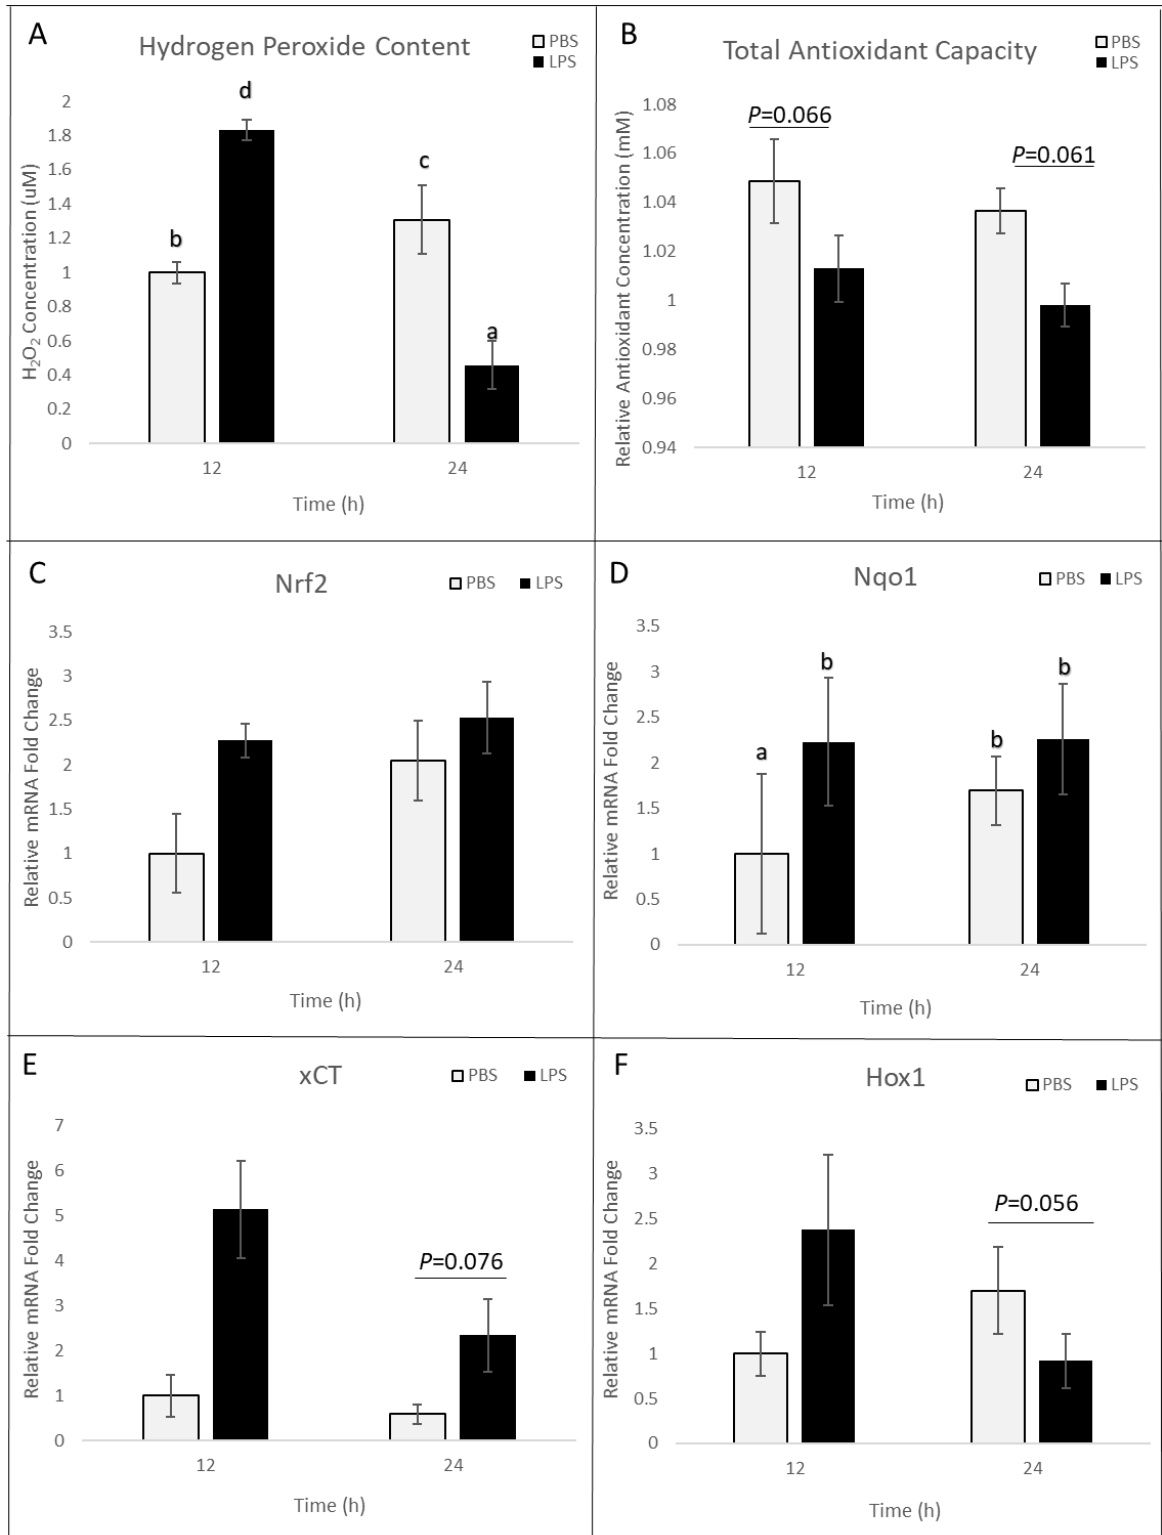 A
Hydrogen Peroxide Content
PBS
LPS
H₂O₂ Concentration (uM)
2
1.8
1.6
1.4
1.2
1
0.8
0.6
0.4
0.2
0
b
d
c
a
12
24
Time (h)
B
Total Antioxidant Capacity
PBS
LPS
Relative Antioxidant Concentration (mM)
1.08
1.06
1.04
1.02
1
0.98
0.96
0.94
P=0.066
P=0.061
12
24
Time (h)
C
Nrf2
PBS
LPS
Relative mRNA Fold Change
3.5
3
2.5
2
1.5
1
0.5
0
12
24
Time (h)
D
Nqo1
PBS
LPS
Relative mRNA Fold Change
3.5
3
2.5
2
1.5
1
0.5
0
a
b
b
b
12
24
Time (h)
E
xCT
PBS
LPS
Relative mRNA Fold Change
7
6
5
4
3
2
1
0
P=0.076
12
24
Time (h)
F
Hox1
PBS
LPS
Relative mRNA Fold Change
3.5
3
2.5
2
1.5
1
0.5
0
P=0.056
12
24
Time (h)